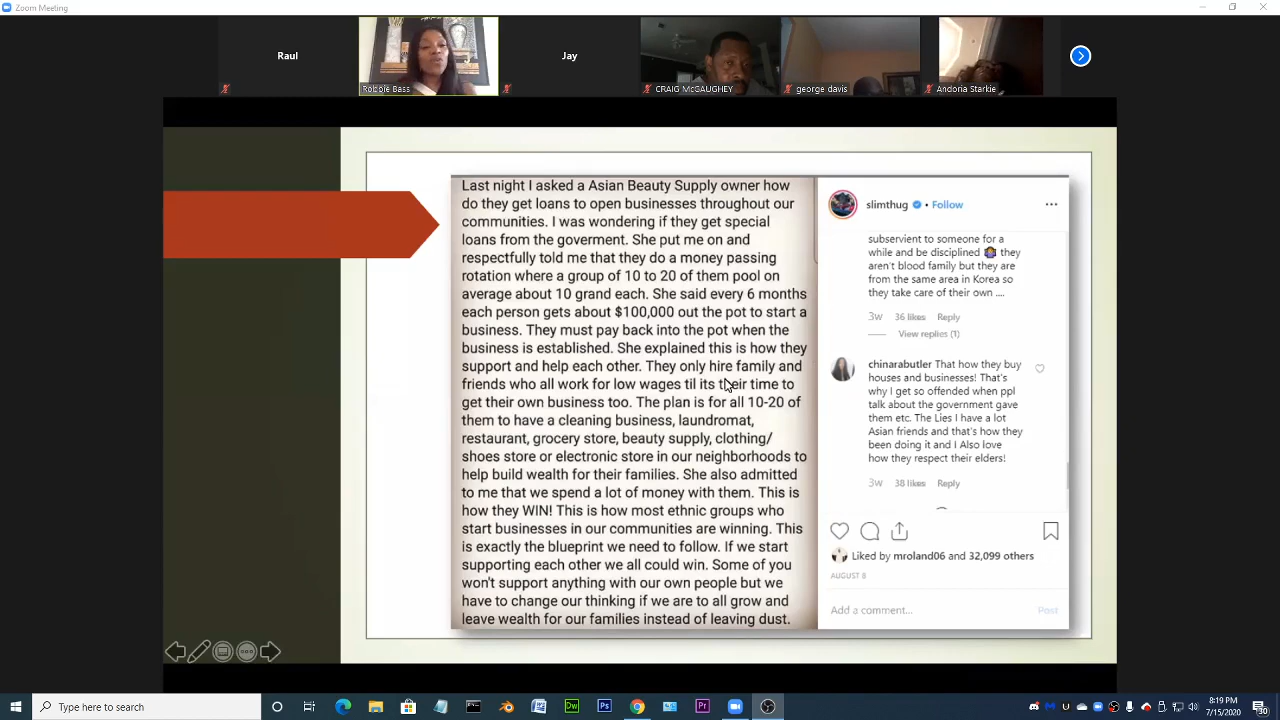 Zoom Meeting
Raul
Robbie Bass
Jay
CRAIG McGAUGHEY
george davis
Andoria Starkie
Last night I asked a Asian Beauty Supply owner how
do they get loans to open businesses throughout our
communities. I was wondering if they get special
loans from the goverment. She put me on and
respectfully told me that they do a money passing
rotation where a group of 10 to 20 of them pool on
average about 10 grand each. She said every 6 months
each person gets about $100,000 out the pot to start a
business. They must pay back into the pot when the
business is established. She explained this is how they
support and help each other. They only hire family and
friends who all work for low wages til its their time to
get their own business too. The plan is for all 10-20 of
them to have a cleaning business, laundromat,
restaurant, grocery store, beauty supply, clothing/
shoes store or electronic store in our neighborhoods to
help build wealth for their families. She also admitted
to me that we spend a lot of money with them. This is
how they WIN! This is how most ethnic groups who
start businesses in our communities are winning. This
is exactly the blueprint we need to follow. If we start
supporting each other we all could win. Some of you
won't support anything with our own people but we
have to change our thinking if we are to all grow and
leave wealth for our families instead of leaving dust.
slimthug • Follow
subservient to someone for a
while and be disciplined 🤷 they
aren't blood family but they are
from the same area in Korea so
they take care of their own ....
3w 36 likes Reply
View replies (1)
chinarabutler That how they buy
houses and businesses! That's
why I get so offended when ppl
talk about the government gave
them etc. The Lies I have a lot
Asian friends and that's how they
been doing it and I Also love
how they respect their elders!
3w 38 likes Reply
Liked by mroland06 and 32,099 others
AUGUST 8
Add a comment...
Post
Type here to search
8:19 PM
7/15/2020